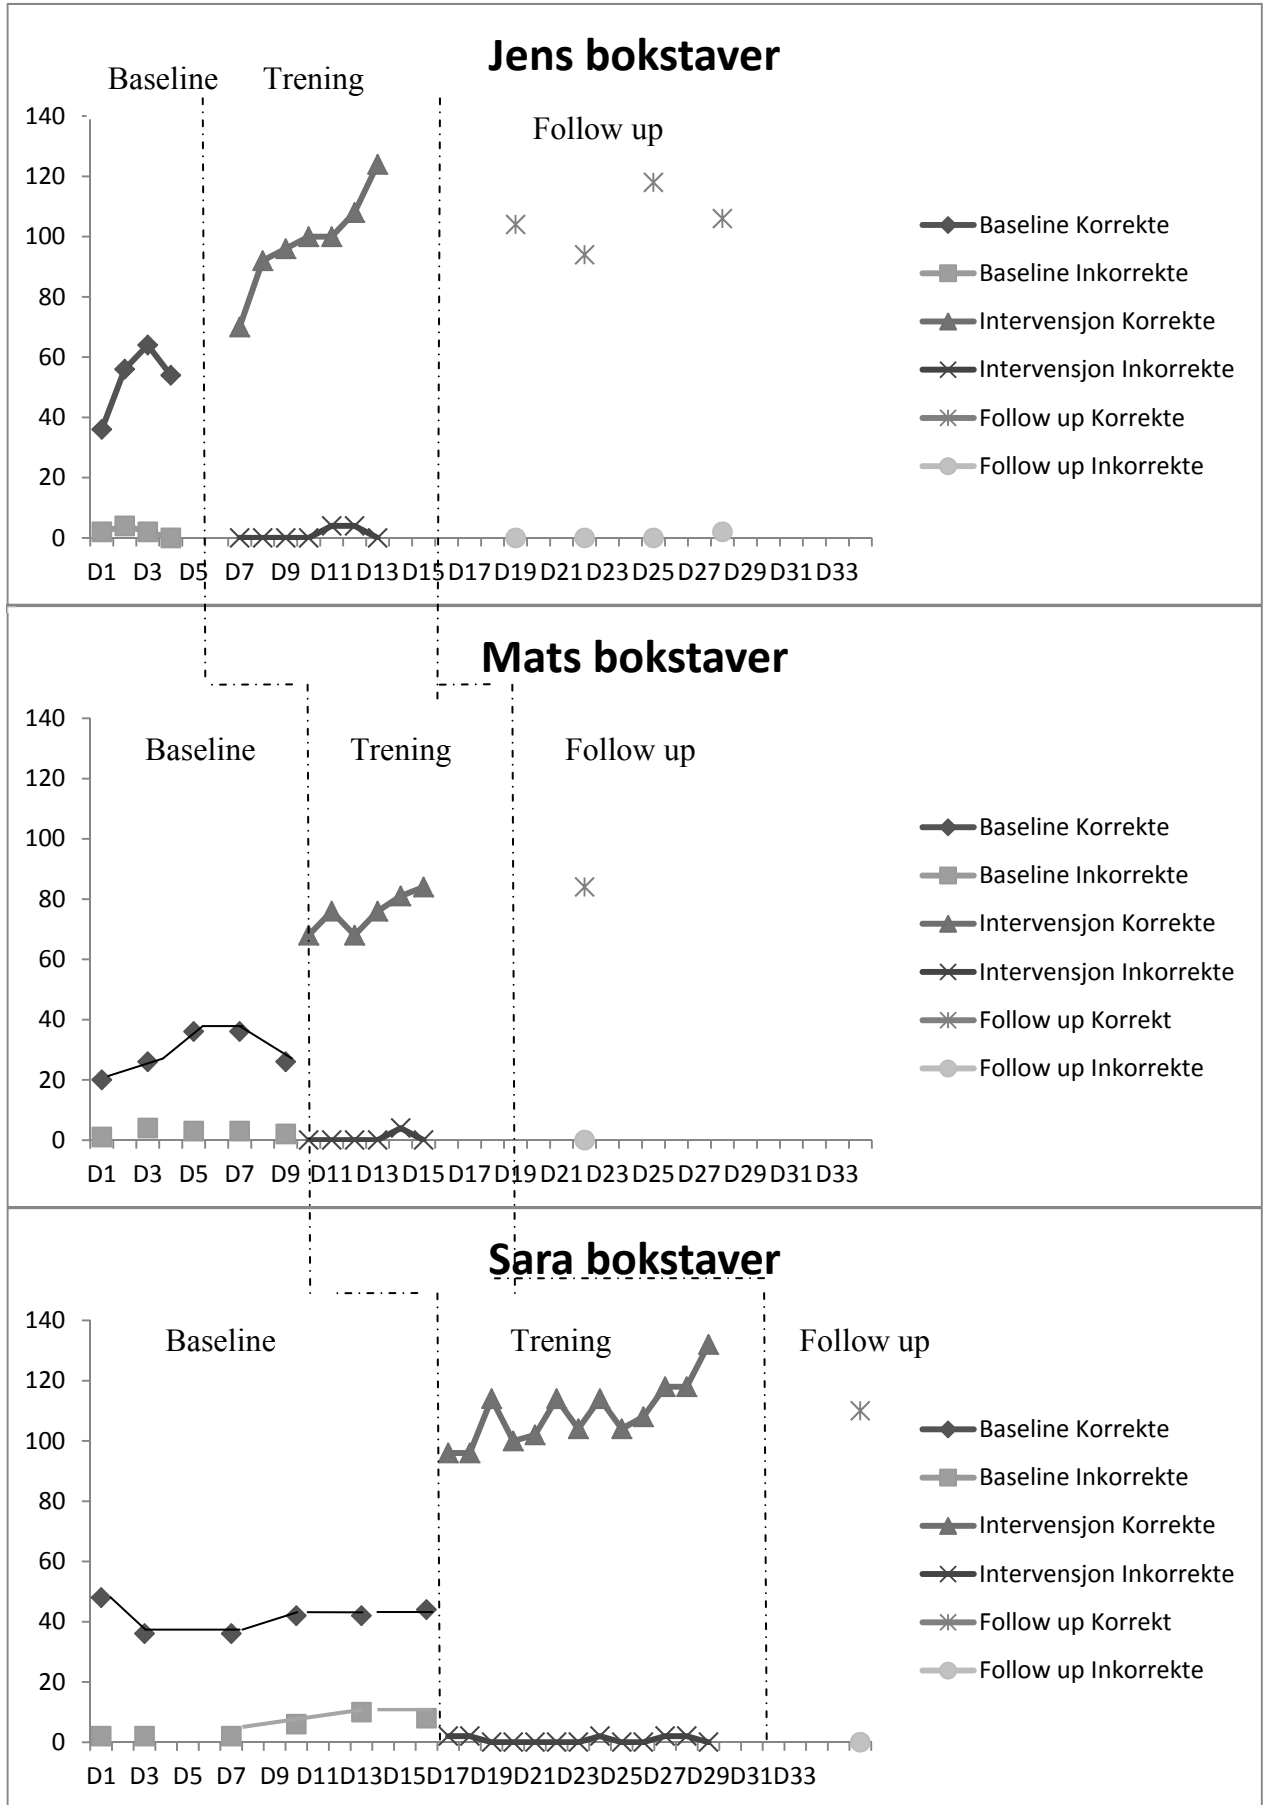 Jens bokstaver
Baseline Trening
Follow up
140
120
100
80
60
40
20
0
D1 D3 D5 D7 D9 D11 D13 D15 D17 D19 D21 D23 D25 D27 D29 D31 D33
Baseline Korrekte
Baseline Inkorrekte
Intervensjon Korrekte
Intervensjon Inkorrekte
Follow up Korrekte
Follow up Inkorrekte
Mats bokstaver
Baseline Trening Follow up
140
120
100
80
60
40
20
0
D1 D3 D5 D7 D9 D11 D13 D15 D17 D19 D21 D23 D25 D27 D29 D31 D33
Baseline Korrekte
Baseline Inkorrekte
Intervensjon Korrekte
Intervensjon Inkorrekte
Follow up Korrekt
Follow up Inkorrekte
Sara bokstaver
Baseline Trening Follow up
140
120
100
80
60
40
20
0
D1 D3 D5 D7 D9 D11 D13 D15 D17 D19 D21 D23 D25 D27 D29 D31 D33
Baseline Korrekte
Baseline Inkorrekte
Intervensjon Korrekte
Intervensjon Inkorrekte
Follow up Korrekt
Follow up Inkorrekte